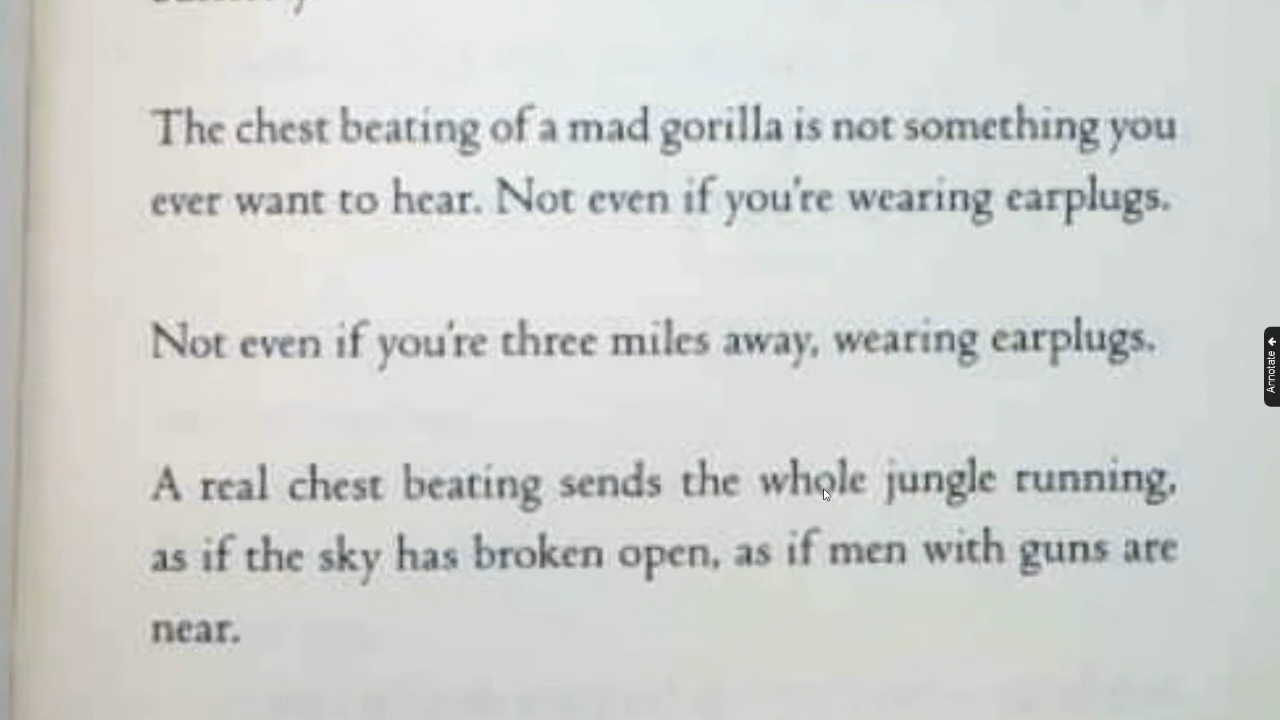 The chest beating of a mad gorilla is not something you
ever want to hear. Not even if you're wearing earplugs.
Not even if you're three miles away, wearing earplugs.
A real chest beating sends the whole jungle running,
as if the sky has broken open, as if men with guns are
near.
Annotate